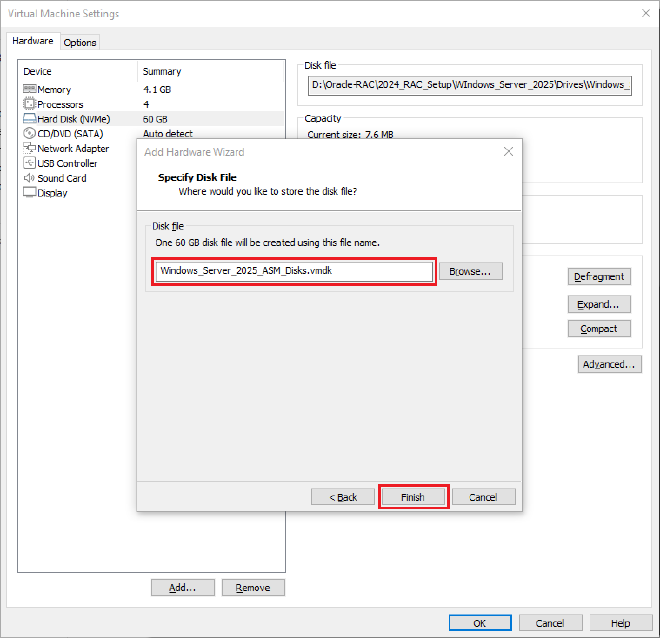 Virtual Machine Settings
Hardware
Options
Device Summary
Memory 4.1 GB
Processors 4
Hard Disk (NVMe) 60 GB
CD/DVD (SATA) Auto detect
Network Adapter
USB Controller
Sound Card
Display
Disk file
D:\Oracle-RAC\2024_RAC_Setup\WIndows_Server_2025\Drives\Windows_
Capacity
Current size: 7.6 MB
Add Hardware Wizard
Specify Disk File
Where would you like to store the disk file?
Disk file
One 60 GB disk file will be created using this file name.
Windows_Server_2025_ASM_Disks.vmdk
Browse...
< Back
Finish
Cancel
Defragment
Expand...
Compact
Advanced...
Add...
Remove
OK
Cancel
Help